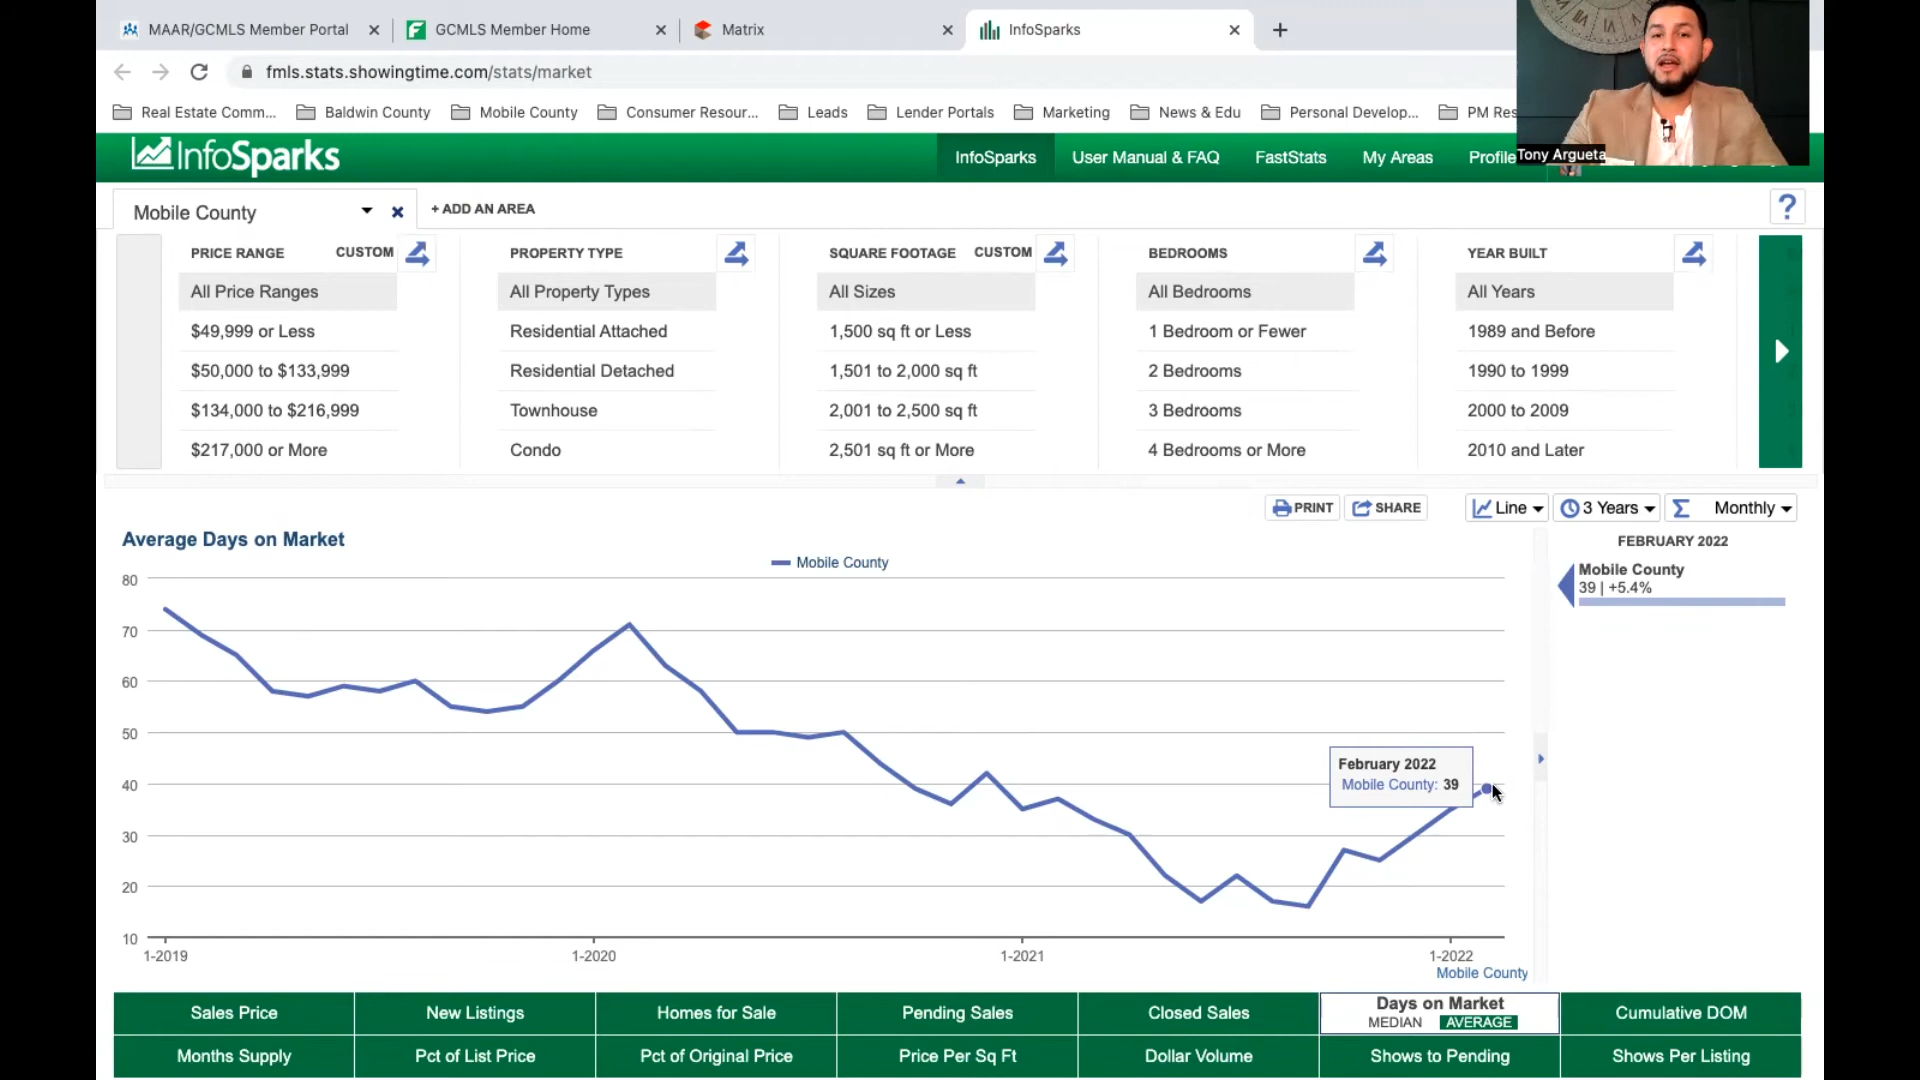 MAAR/GCMLS Member Portal
GCMLS Member Home
Matrix
InfoSparks
fmls.stats.showingtime.com/stats/market
Real Estate Comm...
Baldwin County
Mobile County
Consumer Resour...
Leads
Lender Portals
Marketing
News & Edu
Personal Develop...
PM Res
InfoSparks
InfoSparks
User Manual & FAQ
FastStats
My Areas
Profile
Tony Argueta
Mobile County
+ ADD AN AREA
?
PRICE RANGE CUSTOM
All Price Ranges
$49,999 or Less
$50,000 to $133,999
$134,000 to $216,999
$217,000 or More
PROPERTY TYPE
All Property Types
Residential Attached
Residential Detached
Townhouse
Condo
SQUARE FOOTAGE CUSTOM
All Sizes
1,500 sq ft or Less
1,501 to 2,000 sq ft
2,001 to 2,500 sq ft
2,501 sq ft or More
BEDROOMS
All Bedrooms
1 Bedroom or Fewer
2 Bedrooms
3 Bedrooms
4 Bedrooms or More
YEAR BUILT
All Years
1989 and Before
1990 to 1999
2000 to 2009
2010 and Later
PRINT
SHARE
Line
3 Years
Σ Monthly
Average Days on Market
Mobile County
FEBRUARY 2022
Mobile County
39 | +5.4%
80
70
60
50
40
30
20
10
February 2022
Mobile County: 39
1-2019
1-2020
1-2021
1-2022
Mobile County
Sales Price
New Listings
Homes for Sale
Pending Sales
Closed Sales
Days on Market
MEDIAN AVERAGE
Cumulative DOM
Months Supply
Pct of List Price
Pct of Original Price
Price Per Sq Ft
Dollar Volume
Shows to Pending
Shows Per Listing